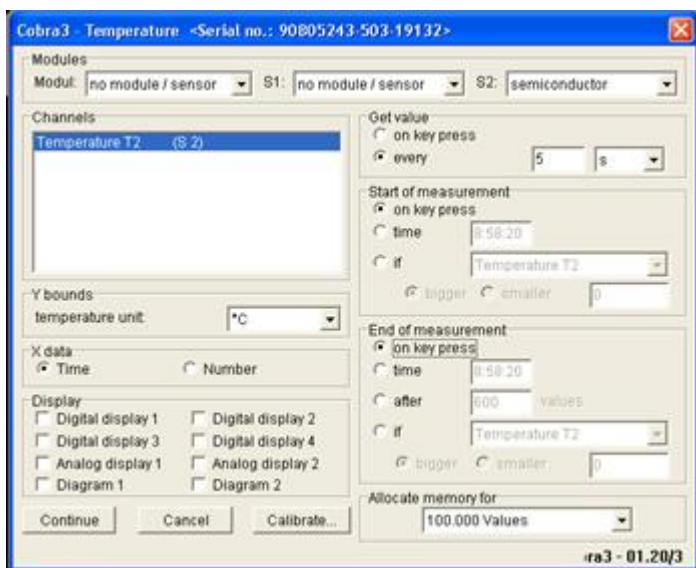 Cobra3 - Temperature <Serial no.: 90805243-503-19132>
Modules
Modul: no module / sensor S1: no module / sensor S2: semiconductor
Channels
Temperature T2 (S 2)
Y bounds
temperature unit: °C
X data
Time Number
Display
Digital display 1 Digital display 2
Digital display 3 Digital display 4
Analog display 1 Analog display 2
Diagram 1 Diagram 2
Continue Cancel Calibrate...
Get value
on key press
every 5 s
Start of measurement
on key press
time 8:58:20
if Temperature T2
bigger smaller 0
End of measurement
on key press
time 8:58:20
after 600 values
if Temperature T2
bigger smaller 0
Allocate memory for
100.000 Values
ra3 - 01.20/3